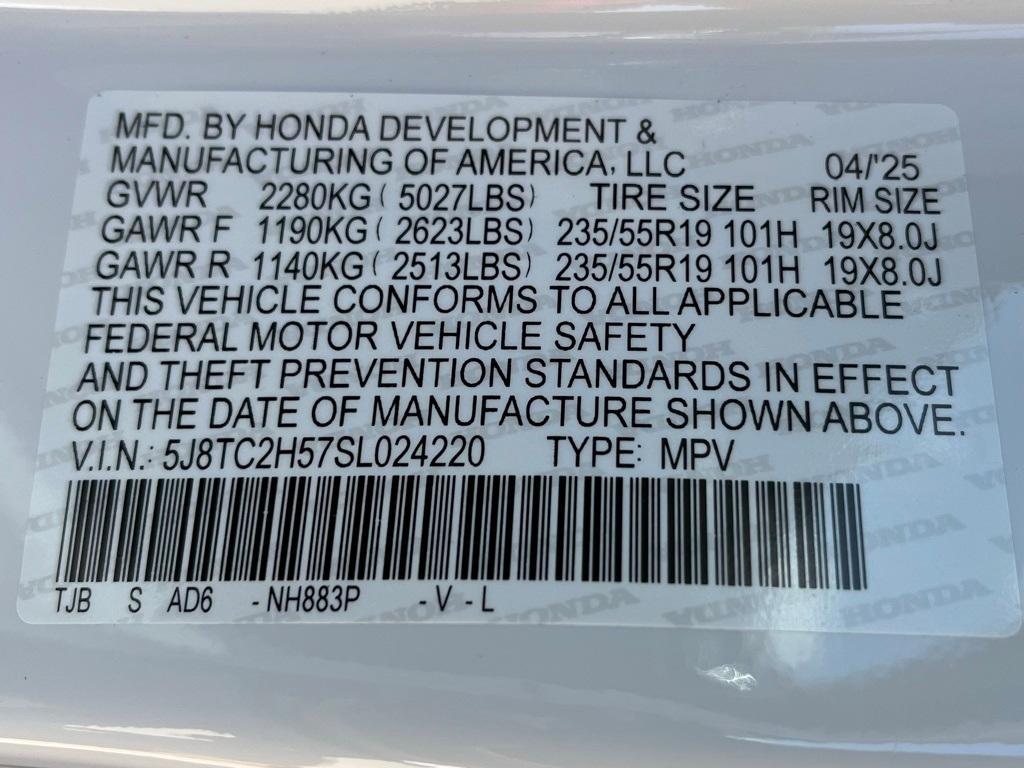 MFD. BY HONDA DEVELOPMENT &
MANUFACTURING OF AMERICA, LLC 04/'25
GVWR 2280KG ( 5027LBS) TIRE SIZE RIM SIZE
GAWR F 1190KG ( 2623LBS) 235/55R19 101H 19X8.0J
GAWR R 1140KG ( 2513LBS) 235/55R19 101H 19X8.0J
THIS VEHICLE CONFORMS TO ALL APPLICABLE
FEDERAL MOTOR VEHICLE SAFETY
AND THEFT PREVENTION STANDARDS IN EFFECT
ON THE DATE OF MANUFACTURE SHOWN ABOVE.
V.I.N.: 5J8TC2H57SL024220 TYPE: MPV
TJB S AD6 - NH883P - V - L